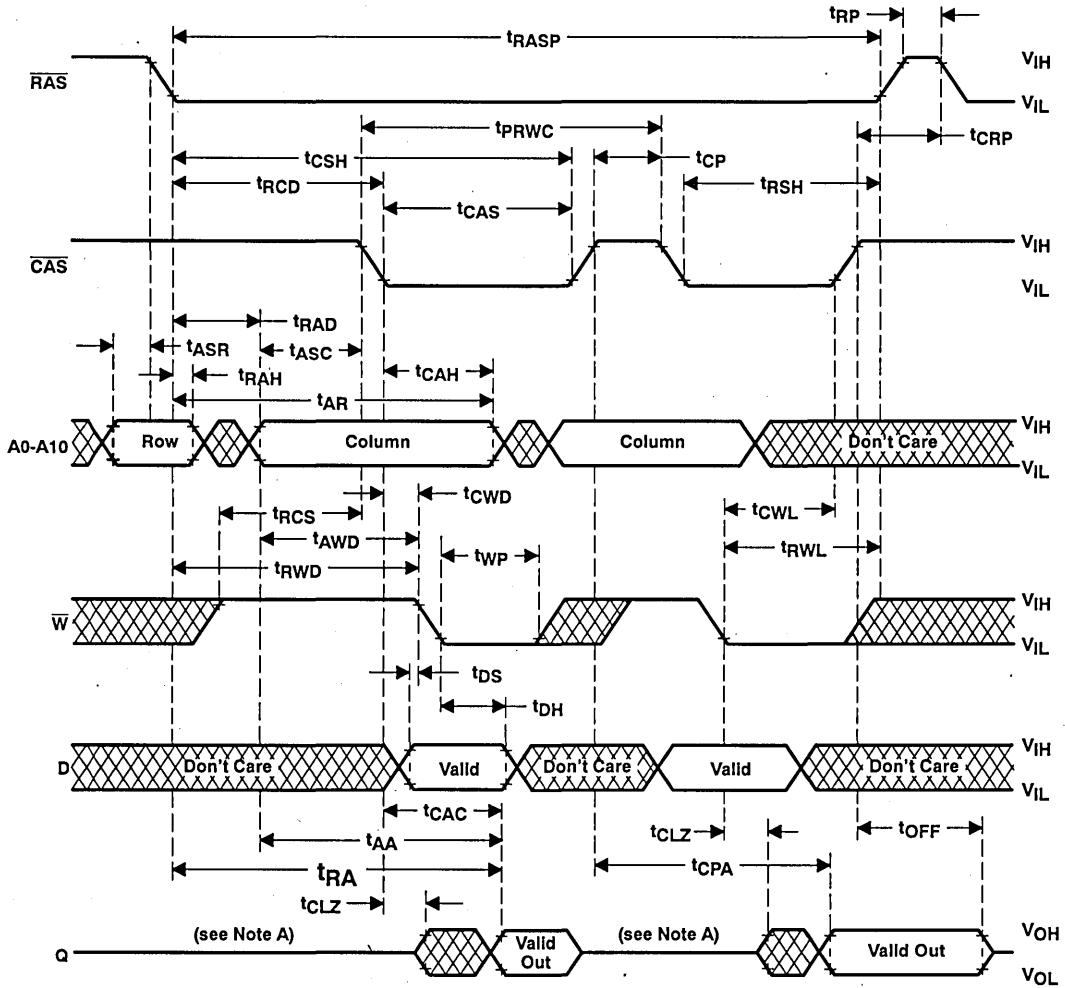 tRP
tRASP
RAS
VIH
VIL
tPRWC
tCRP
tCSH
tCP
tRCD
tRSH
tCAS
CAS
VIH
VIL
tRAD
tASR
tASC
tRAH
tCAH
tAR
A0-A10
Row
Column
Column
Don't Care
VIH
VIL
tCWD
tRCS
tCWL
tAWD
tWP
tRWL
tRWD
W
VIH
VIL
tDS
tDH
D
Don't Care
Valid
Don't Care
Valid
Don't Care
VIH
VIL
tCAC
tCLZ
tOFF
tAA
tCPA
tRA
tCLZ
Q
(see Note A)
Valid
Out
(see Note A)
Valid Out
VOH
VOL